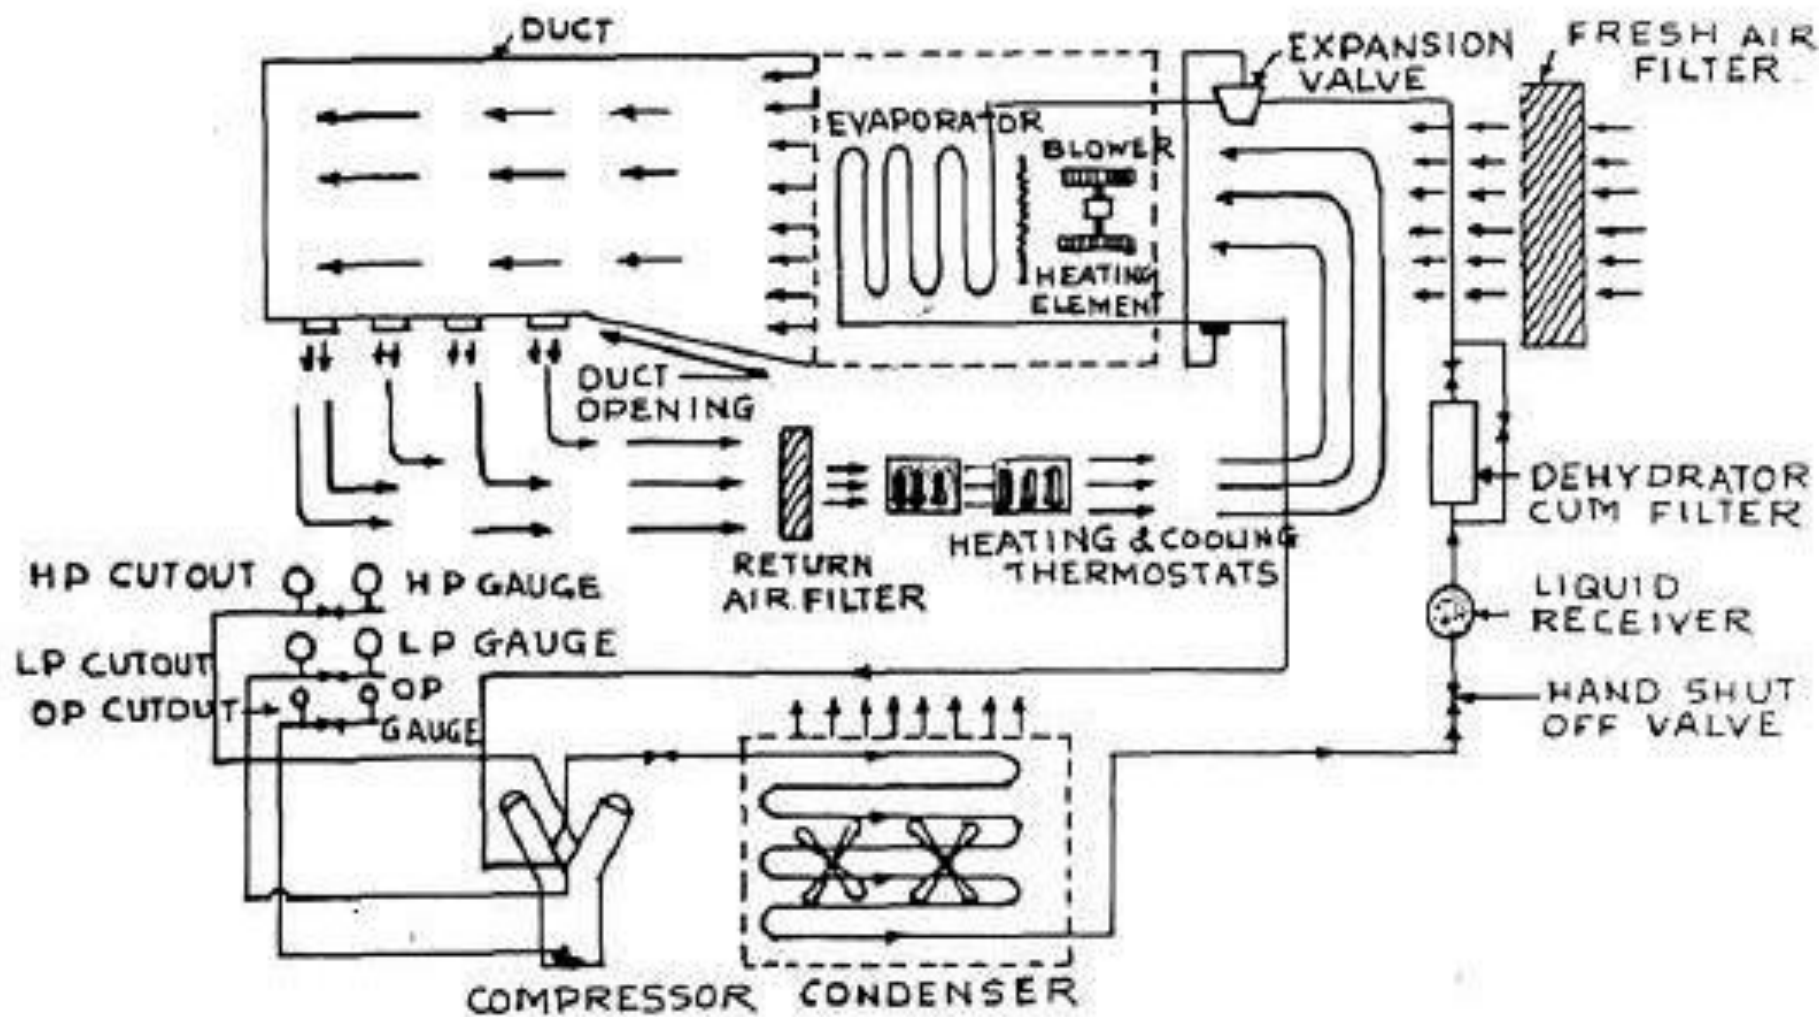 DUCT
EXPANSION
VALVE
FRESH AIR
FILTER
EVAPORATOR
BLOWER
HEATING
ELEMENT
DUCT
OPENING
DEHYDRATOR
CUM FILTER
HEATING & COOLING
THERMOSTATS
RETURN
AIR FILTER
HP CUTOUT
HP GAUGE
LIQUID
RECEIVER
LP CUTOUT
LP GAUGE
OP CUTOUT
OP
GAUGE
HAND SHUT
OFF VALVE
COMPRESSOR
CONDENSER